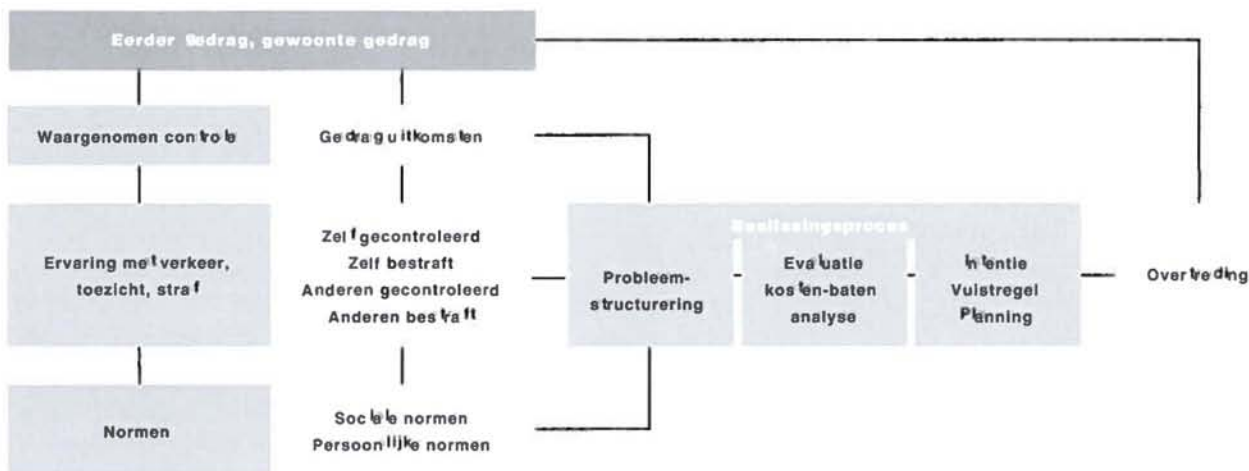 Eerder gedrag, gewoonte gedrag
Waargenomen controle
Gedraguitkomsten
Ervaring met verkeer,
toezicht, straf
Zelf gecontroleerd
Zelf bestraft
Anderen gecontroleerd
Anderen bestraft
Beslissingsproces
Probleem-
structurering
Evaluatie
kosten-baten
analyse
Intentie
Vuistregel
Planning
Overtreding
Normen
Sociale normen
Persoonlijke normen